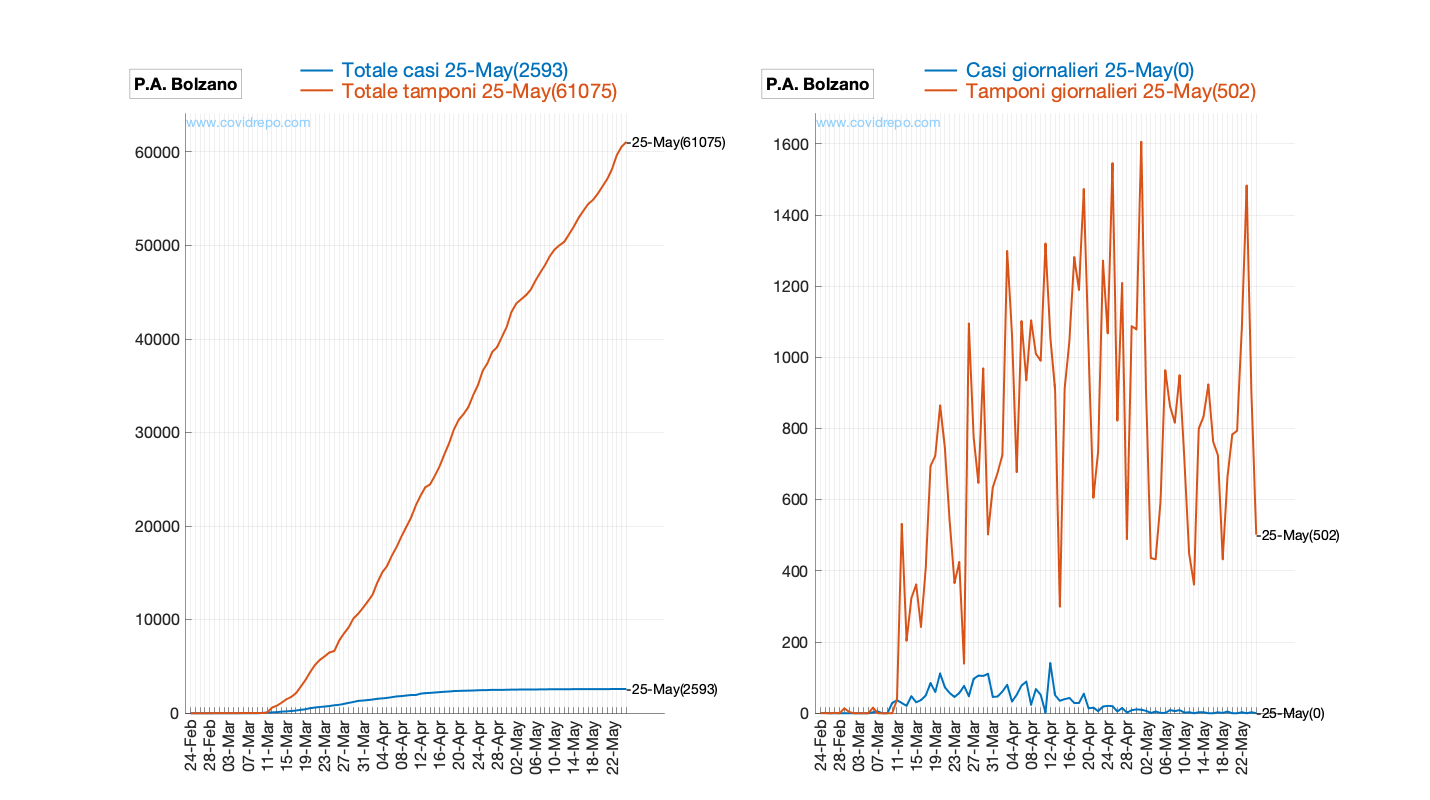 P.A. Bolzano
Totale casi 25-May(2593)
Totale tamponi 25-May(61075)
www.covidrepo.com
60000
50000
40000
30000
20000
10000
0
25-May(61075)
25-May(2593)
24-Feb
28-Feb
03-Mar
07-Mar
11-Mar
15-Mar
19-Mar
23-Mar
27-Mar
31-Mar
04-Apr
08-Apr
12-Apr
16-Apr
20-Apr
24-Apr
28-Apr
02-May
06-May
10-May
14-May
18-May
22-May
P.A. Bolzano
Casi giornalieri 25-May(0)
Tamponi giornalieri 25-May(502)
www.covidrepo.com
1600
1400
1200
1000
800
600
400
200
0
25-May(502)
25-May(0)
24-Feb
28-Feb
03-Mar
07-Mar
11-Mar
15-Mar
19-Mar
23-Mar
27-Mar
31-Mar
04-Apr
08-Apr
12-Apr
16-Apr
20-Apr
24-Apr
28-Apr
02-May
06-May
10-May
14-May
18-May
22-May